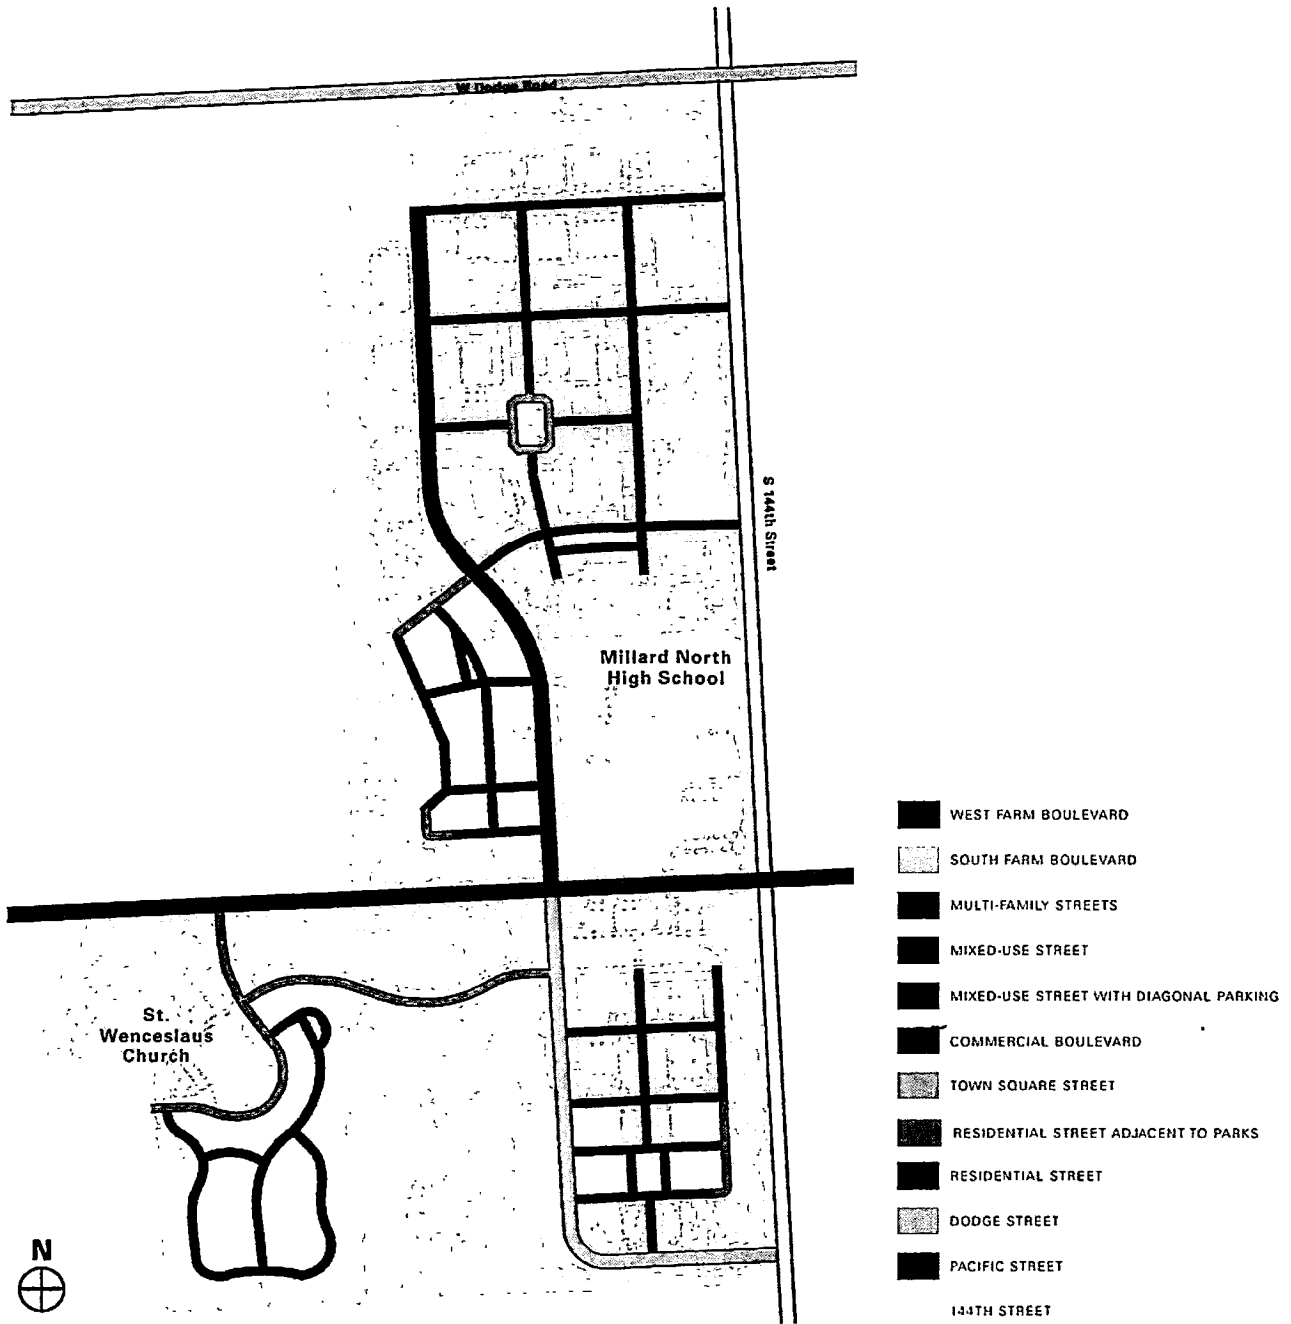 W Dodge Road
S 144th Street
Millard North
High School
WEST FARM BOULEVARD
SOUTH FARM BOULEVARD
MULTI-FAMILY STREETS
MIXED-USE STREET
MIXED-USE STREET WITH DIAGONAL PARKING
COMMERCIAL BOULEVARD
TOWN SQUARE STREET
RESIDENTIAL STREET ADJACENT TO PARKS
RESIDENTIAL STREET
DODGE STREET
PACIFIC STREET
144TH STREET
St.
Wenceslaus
Church
N